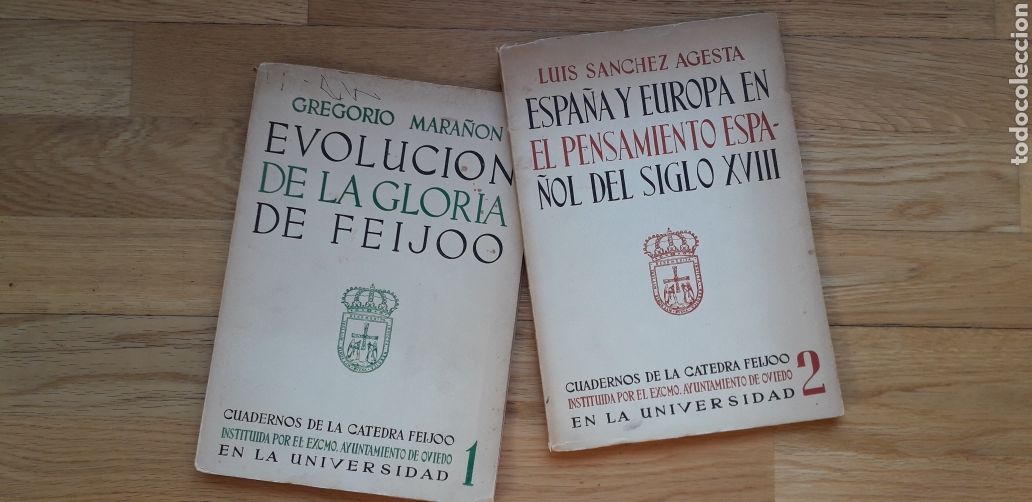 GREGORIO MARAÑON
EVOLUCION
DE LA GLORIA
DE FEIJOO
CUADERNOS DE LA CATEDRA FEIJOO
INSTITUIDA POR EL EXCMO. AYUNTAMIENTO DE OVIEDO
EN LA UNIVERSIDAD
1
LUIS SANCHEZ AGESTA
ESPAÑA Y EUROPA EN
EL PENSAMIENTO ESPA-
ÑOL DEL SIGLO XVIII
CUADERNOS DE LA CATEDRA FEIJOO
INSTITUIDA POR EL EXCMO. AYUNTAMIENTO DE OVIEDO
EN LA UNIVERSIDAD
2
todocoleccion